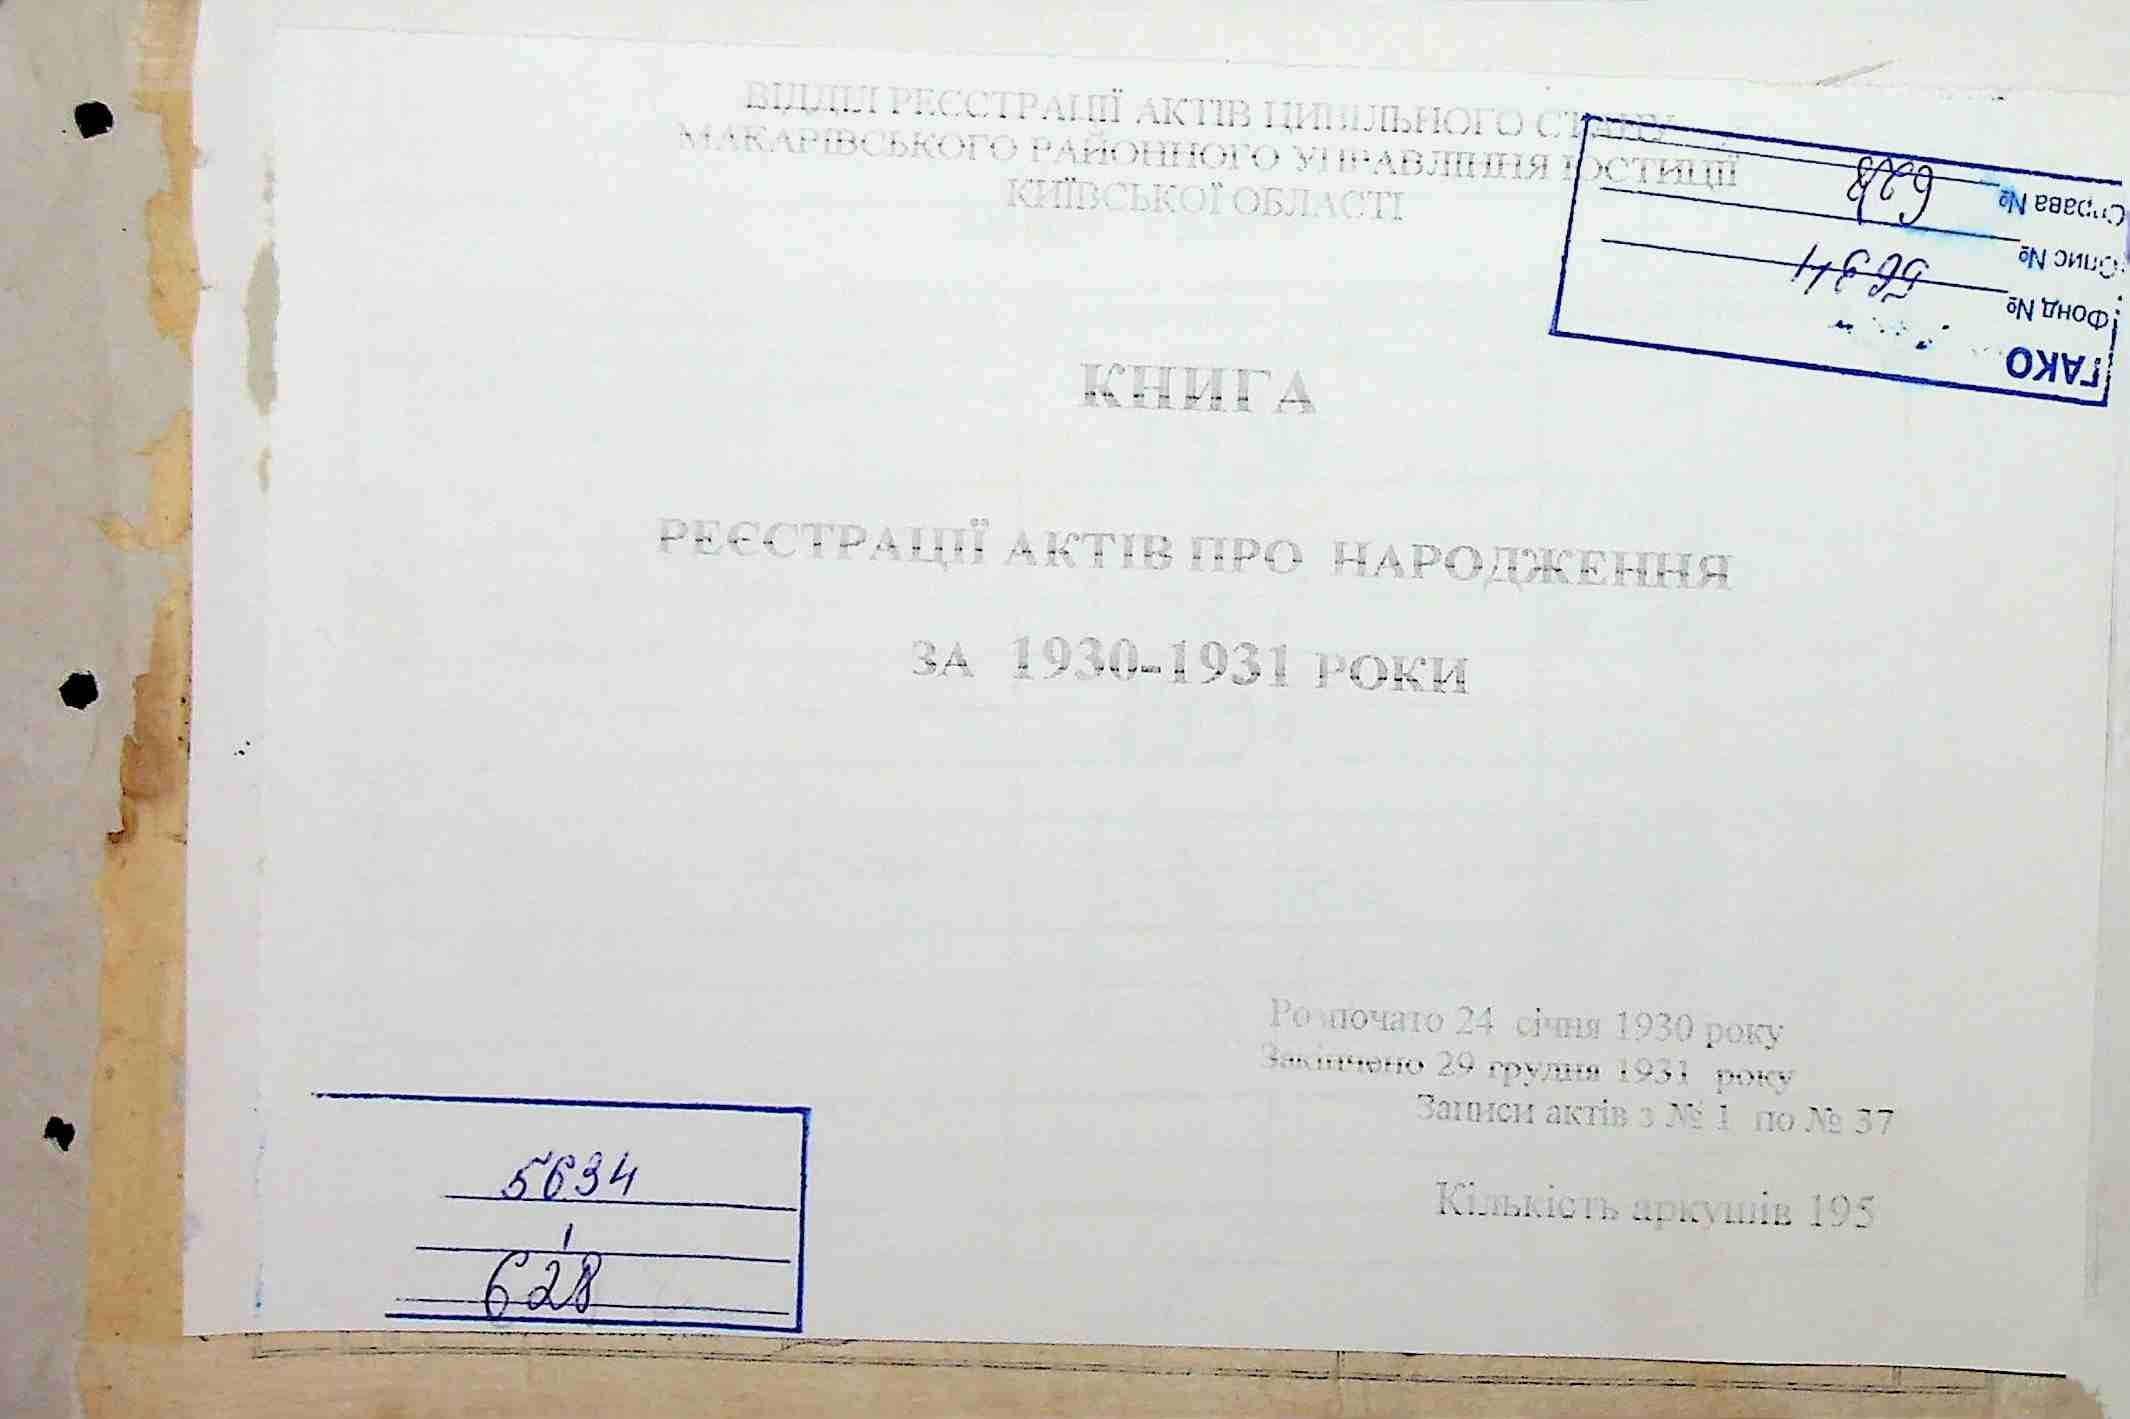 ВІДДІЛ РЕЄСТРАЦІЇ АКТІВ ЦИВІЛЬНОГО СТАНУ
МАКАРІВСЬКОГО РАЙОННОГО УПРАВЛІННЯ ЮСТИЦІЇ
КИЇВСЬКОЇ ОБЛАСТІ
ГАКО
Фонд № 5634
Опис №
Справа № 628
КНИГА
РЕЄСТРАЦІЇ АКТІВ ПРО НАРОДЖЕННЯ
ЗА 1930-1931 РОКИ
Розпочато 24 січня 1930 року
Закінчено 29 грудня 1931 року
Записи актів з № 1 по № 37
Кількість аркушів 195
5634
1
628